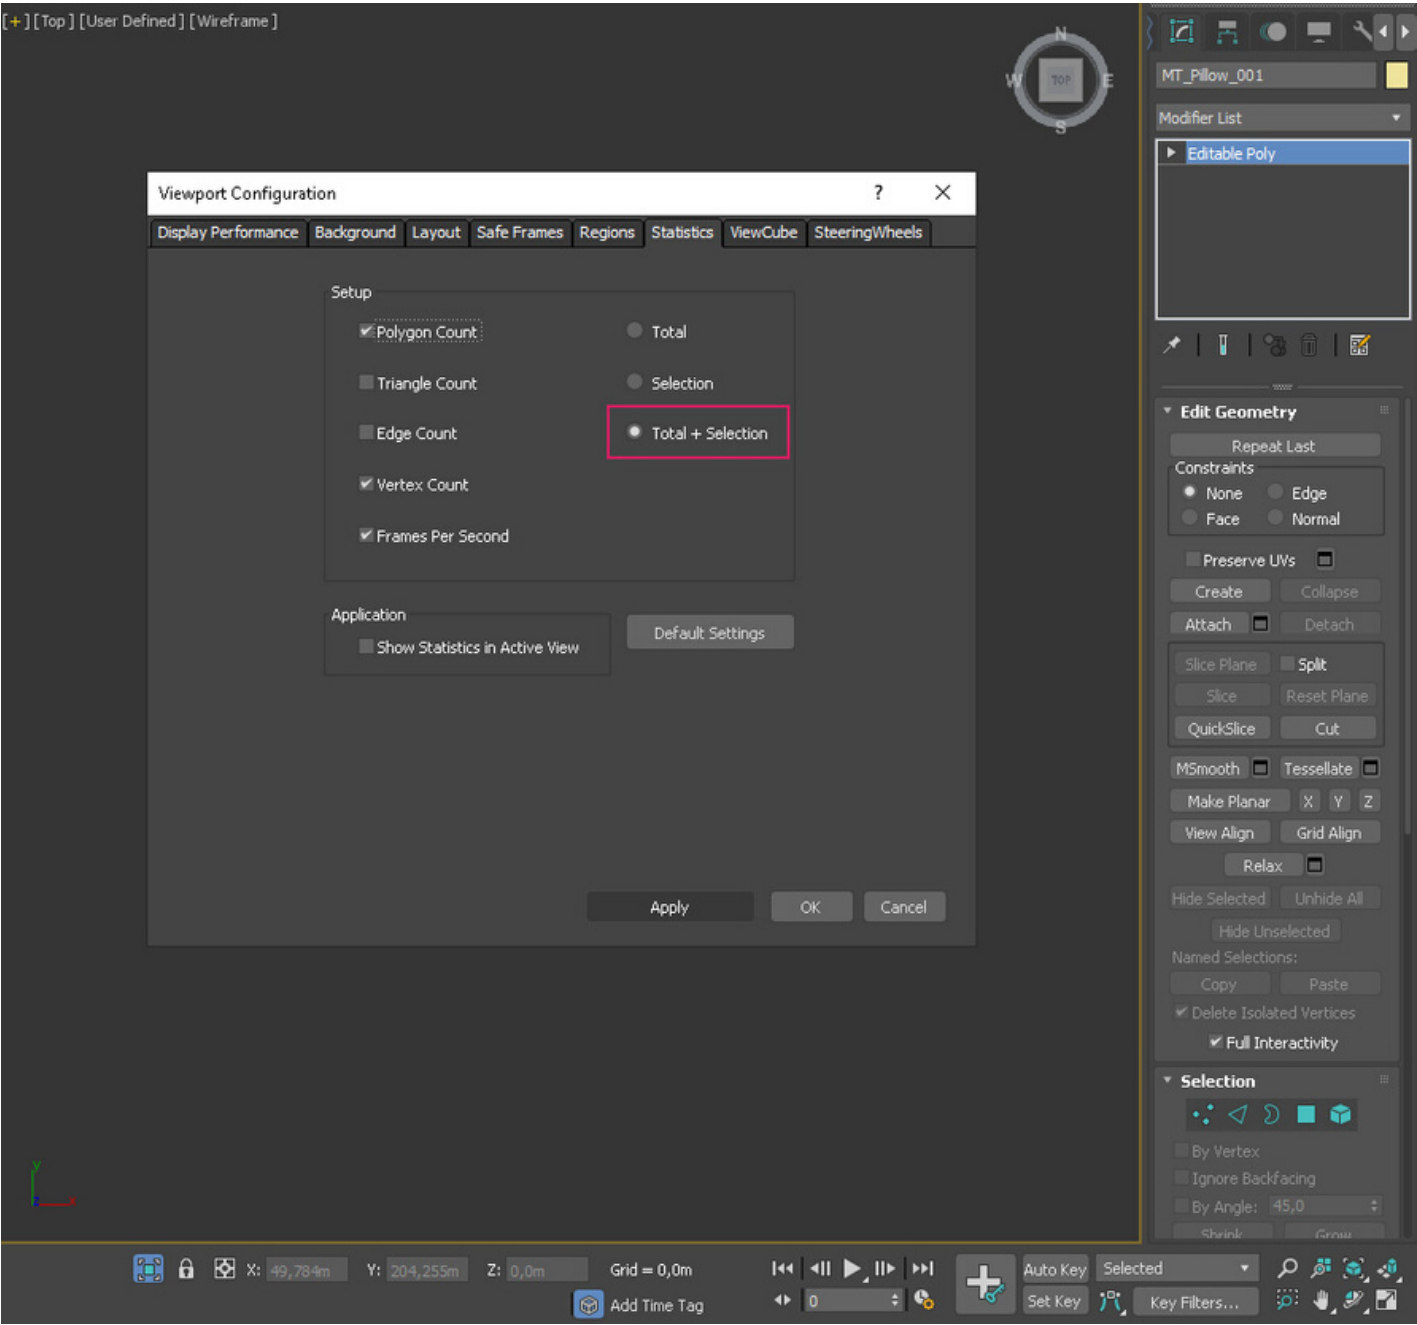 [+] [Top] [User Defined] [Wireframe]
N
W TOP E
S
MT_Pillow_001
Modifier List
Editable Poly
Viewport Configuration ? X
Display Performance Background Layout Safe Frames Regions Statistics ViewCube SteeringWheels
Setup
Polygon Count Total
Triangle Count Selection
Edge Count Total + Selection
Vertex Count
Frames Per Second
Application
Show Statistics in Active View
Default Settings
Apply OK Cancel
Edit Geometry
Repeat Last
Constraints
None Edge
Face Normal
Preserve UVs
Create Collapse
Attach Detach
Slice Plane Split
Slice Reset Plane
QuickSlice Cut
MSmooth Tessellate
Make Planar X Y Z
View Align Grid Align
Relax
Hide Selected Unhide All
Hide Unselected
Named Selections:
Copy Paste
Delete Isolated Vertices
Full Interactivity
Selection
By Vertex
Ignore Backfacing
By Angle: 45,0
Shrink Grow
y
z x
X: 49,784m Y: 204,255m Z: 0,0m Grid = 0,0m
Add Time Tag
0
Auto Key Selected
Set Key Key Filters...